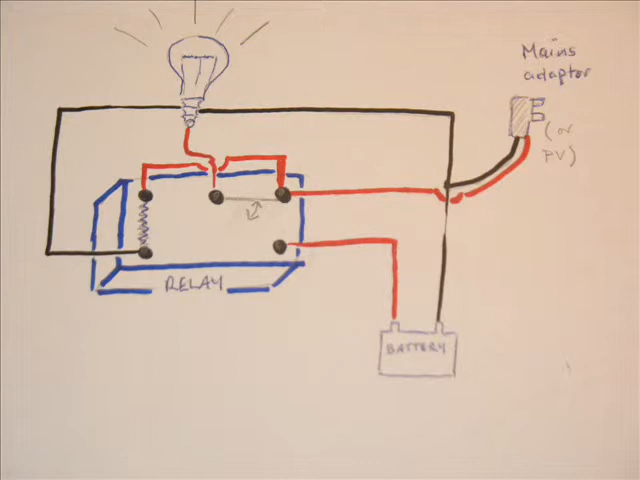 Mains
adaptor
(or
PV)
RELAY
BATTERY